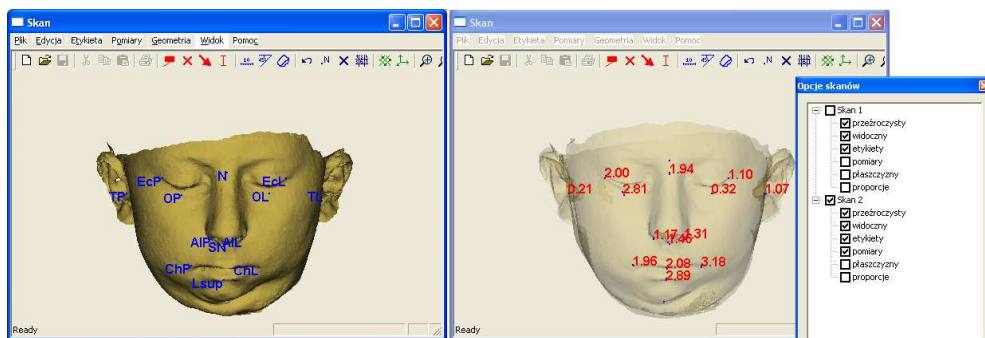 Skan
Plik Edycja Etykieta Pomiary Geometria Widok Pomoc
N
EcP
EcL
TP
OP
OL
TL
AlP
AlL
SN
ChP
ChL
Lsup
Ready
Skan
Plik Edycja Etykieta Pomiary Geometria Widok Pomoc
1.94
2.00
1.10
0.21
2.81
0.32
1.07
1.17
1.31
1.46
1.96
2.08
3.18
2.89
Ready
Opcje skanów
Skan 1
przeźroczysty
widoczny
etykiety
pomiary
płaszczyzny
proporcje
Skan 2
przeźroczysty
widoczny
etykiety
pomiary
płaszczyzny
proporcje